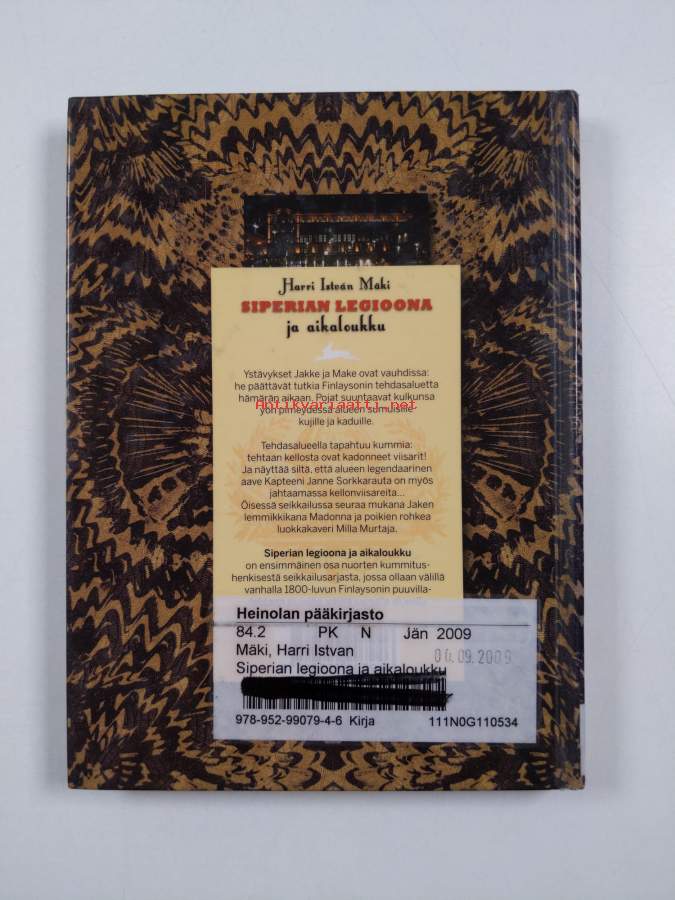 Harri István Mäki
SIPERIAN LEGIOONA
ja aikaloukku
Ystävykset Jakke ja Make ovat vauhdissa:
he päättävät tutkia Finlaysonin tehdasaluetta
hämärän aikaan. Pojat suuntaavat kulkunsa
Antikvariaatti.net
yön pimeydessä alueen sumuisille
kujille ja kaduille.
Tehdasalueella tapahtuu kummia:
tehtaan kellosta ovat kadonneet viisarit!
Ja näyttää siltä, että alueen legendaarinen
aave Kapteeni Janne Sorkkarauta on myös
jahtaamassa kellonviisareita...
Öisessä seikkailussa seuraa mukana Jaken
lemmikkikana Madonna ja poikien rohkea
luokkakaveri Milla Murtaja.
Siperian legioona ja aikaloukku
on ensimmäinen osa nuorten kummitus-
henkisestä seikkailusarjasta, jossa ollaan välillä
vanhalla 1800-luvun Finlaysonin puuvilla-
Heinolan pääkirjasto
84.2 PK N Jän 2009
Mäki, Harri Istvan
Siperian legioona ja aikaloukku
978-952-99079-4-6 Kirja 111N0G110534